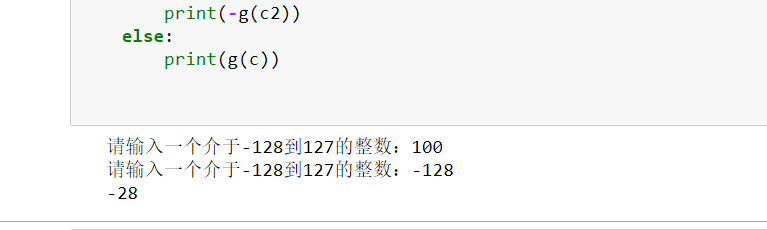 print(-g(c2))
else:
print(g(c))
请输入一个介于-128到127的整数：100
请输入一个介于-128到127的整数：-128
-28